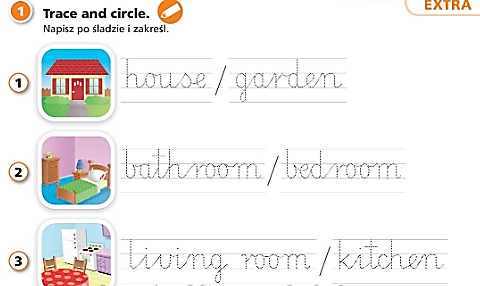 EXTRA
1 Trace and circle.
Napisz po śladzie i zakreśl.
1 house / garden
2 bathroom / bedroom
3 living room / kitchen